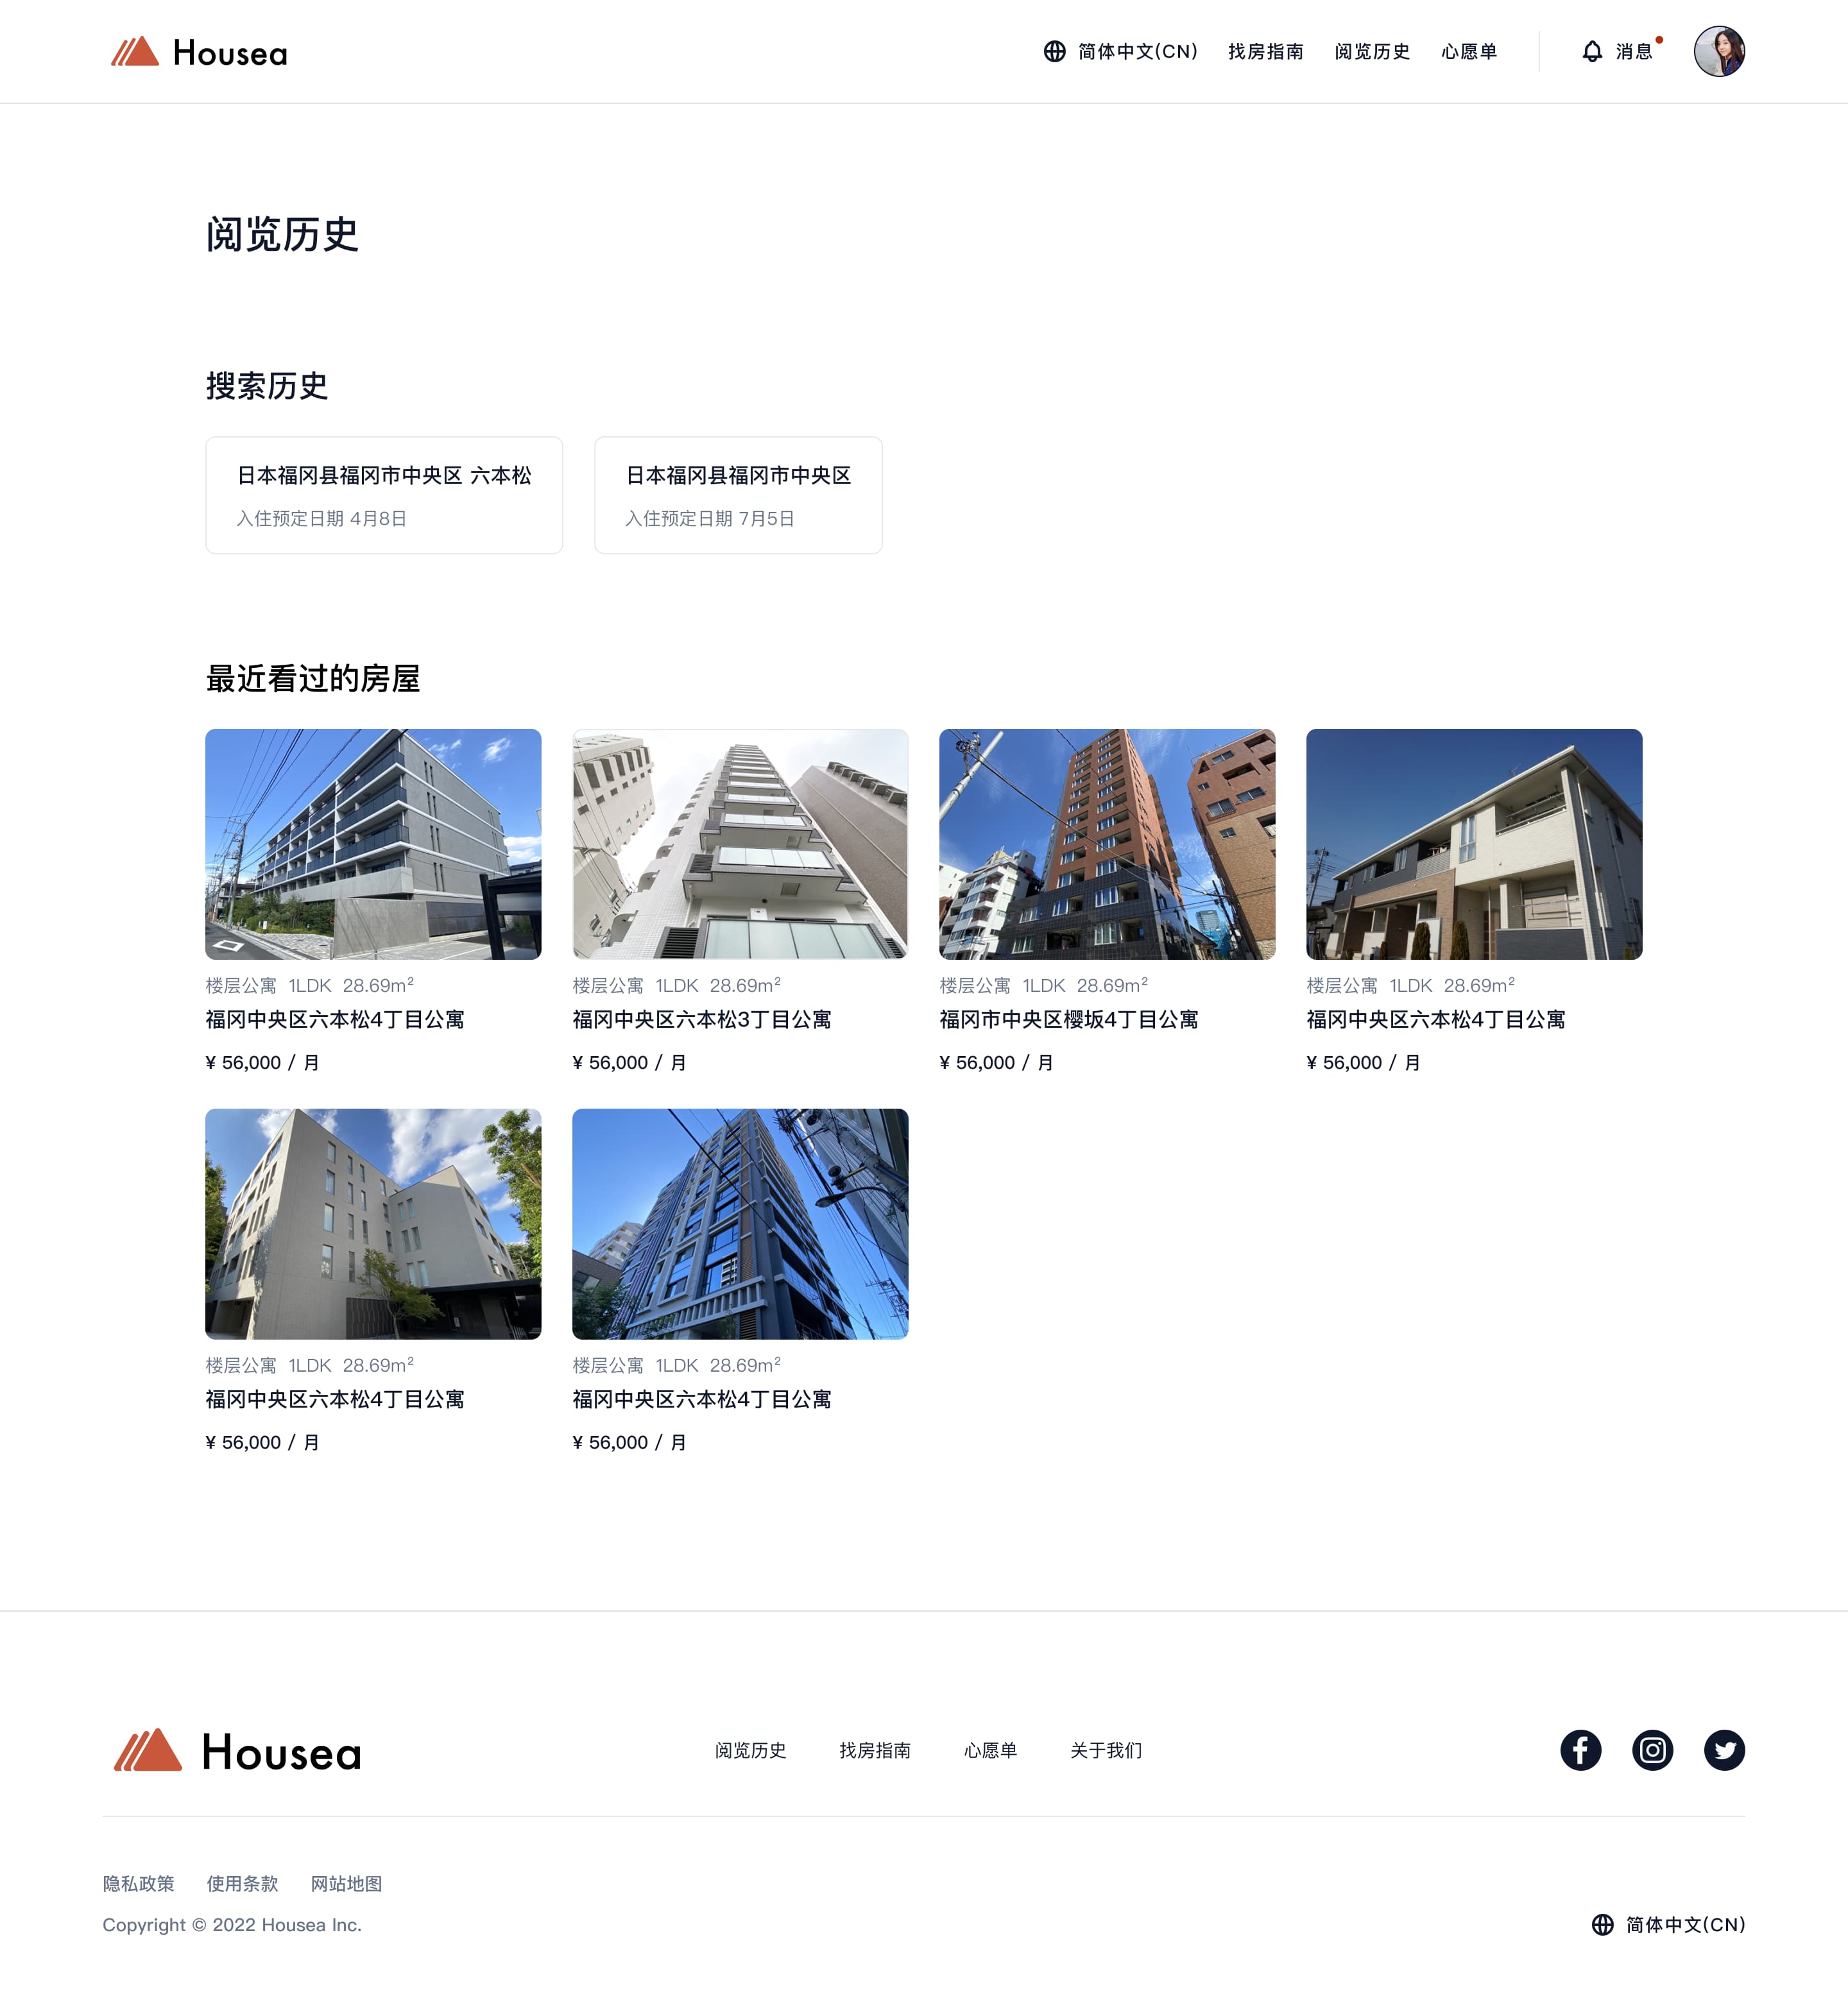 Housea
简体中文(CN) 找房指南 阅览历史 心愿单 消息
阅览历史
搜索历史
日本福冈县福冈市中央区 六本松
入住预定日期 4月8日
日本福冈县福冈市中央区
入住预定日期 7月5日
最近看过的房屋
楼层公寓 1LDK 28.69m²
福冈中央区六本松4丁目公寓
¥ 56,000 / 月
楼层公寓 1LDK 28.69m²
福冈中央区六本松3丁目公寓
¥ 56,000 / 月
楼层公寓 1LDK 28.69m²
福冈市中央区樱坂4丁目公寓
¥ 56,000 / 月
楼层公寓 1LDK 28.69m²
福冈中央区六本松4丁目公寓
¥ 56,000 / 月
楼层公寓 1LDK 28.69m²
福冈中央区六本松4丁目公寓
¥ 56,000 / 月
楼层公寓 1LDK 28.69m²
福冈中央区六本松4丁目公寓
¥ 56,000 / 月
Housea
阅览历史 找房指南 心愿单 关于我们
隐私政策 使用条款 网站地图
Copyright © 2022 Housea Inc.
简体中文(CN)